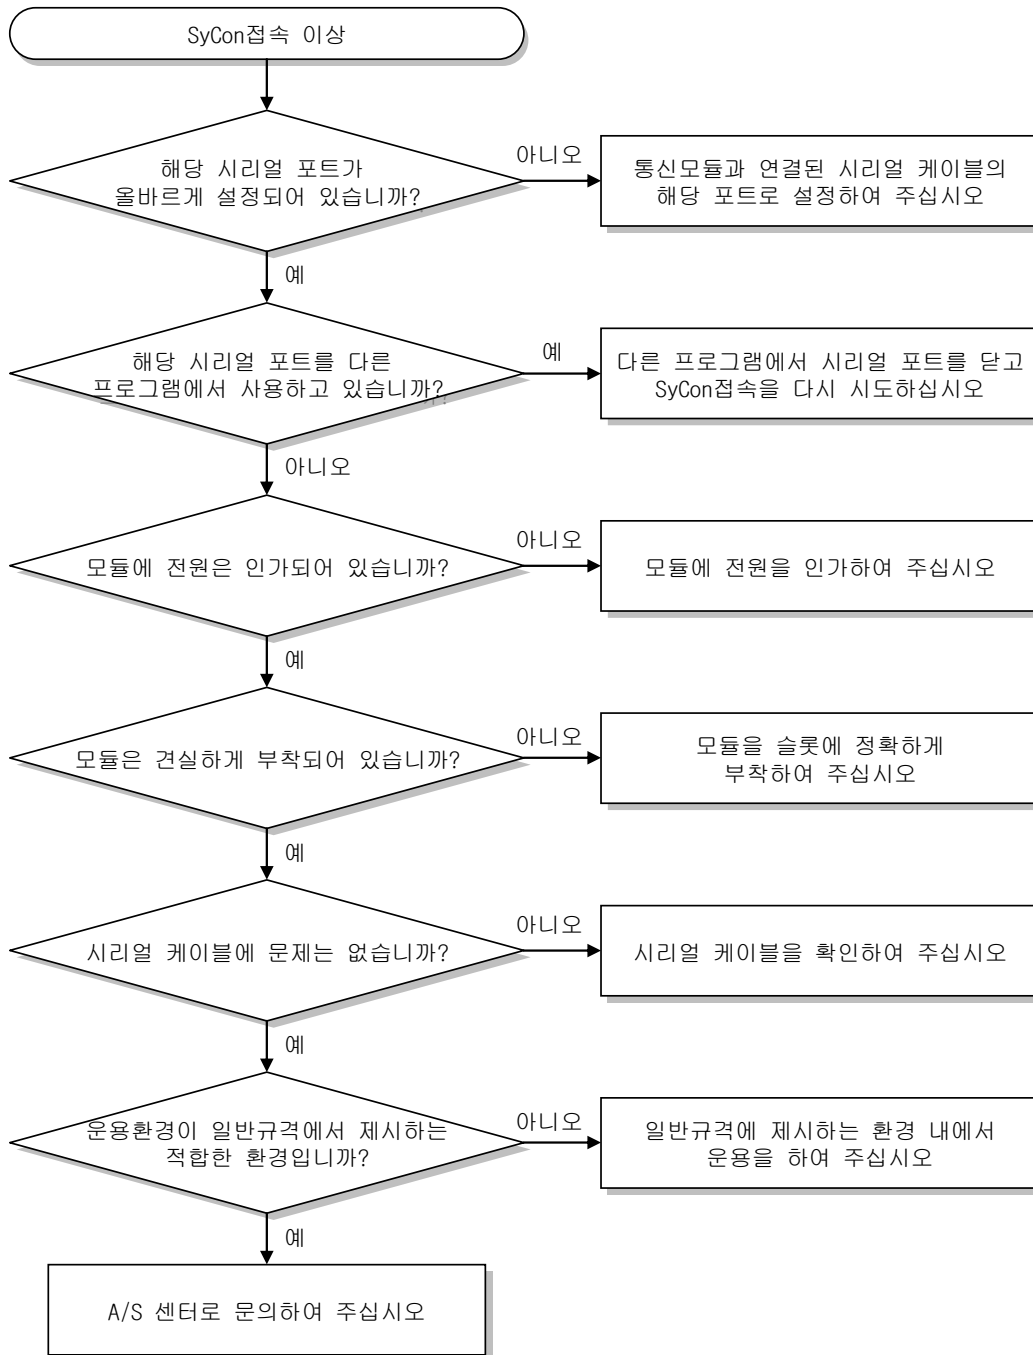 SyCon접속 이상
해당 시리얼 포트가
올바르게 설정되어 있습니까?
아니오
통신모듈과 연결된 시리얼 케이블의
해당 포트로 설정하여 주십시오
예
해당 시리얼 포트를 다른
프로그램에서 사용하고 있습니까?
예
다른 프로그램에서 시리얼 포트를 닫고
SyCon접속을 다시 시도하십시오
아니오
모듈에 전원은 인가되어 있습니까?
아니오
모듈에 전원을 인가하여 주십시오
예
모듈은 견실하게 부착되어 있습니까?
아니오
모듈을 슬롯에 정확하게
부착하여 주십시오
예
시리얼 케이블에 문제는 없습니까?
아니오
시리얼 케이블을 확인하여 주십시오
예
운용환경이 일반규격에서 제시하는
적합한 환경입니까?
아니오
일반규격에 제시하는 환경 내에서
운용을 하여 주십시오
예
A/S 센터로 문의하여 주십시오